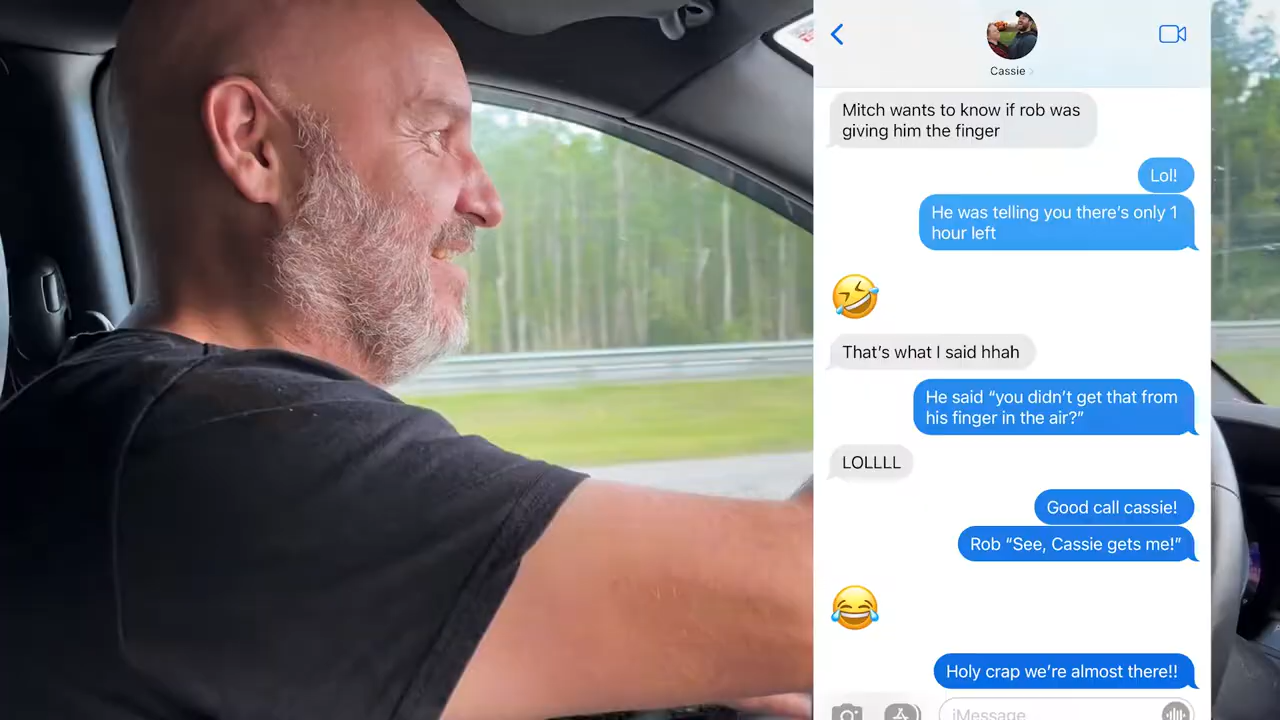 Cassie
Mitch wants to know if rob was
giving him the finger
Lol!
He was telling you there’s only 1
hour left
That’s what I said hhah
He said “you didn’t get that from
his finger in the air?”
LOLLLL
Good call cassie!
Rob “See, Cassie gets me!”
Holy crap we’re almost there!!
iMessage